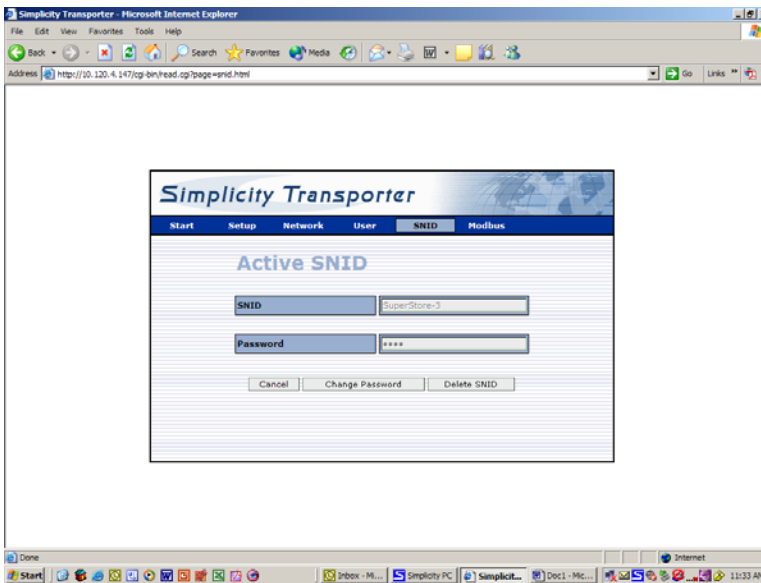 Simplicity Transporter - Microsoft Internet Explorer
File Edit View Favorites Tools Help
Back Search Favorites Media
Address http://10.120.4.147/cgi-bin/read.cgi?page=snid.html Go Links »
Simplicity Transporter
Start Setup Network User SNID Modbus
Active SNID
SNID SuperStore-3
Password ****
Cancel Change Password Delete SNID
Done Internet
Start Inbox - M... Simplicity PC Simplicit... Doc1 - Mic... 11:33 AM